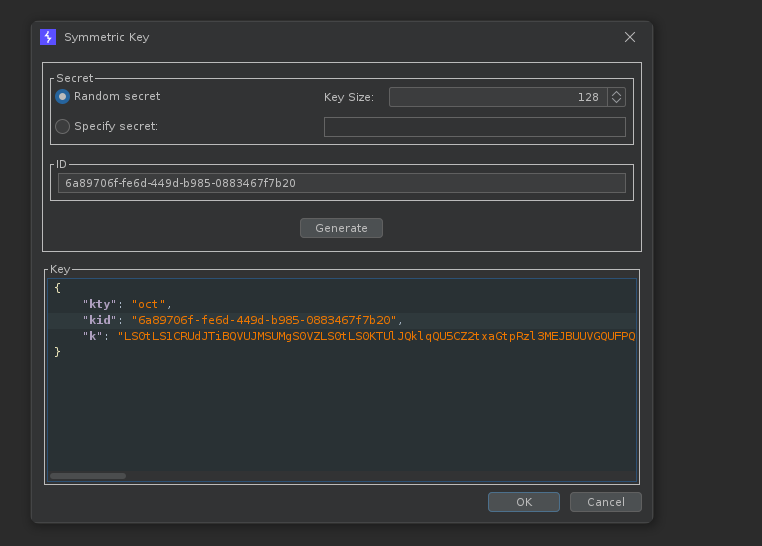 Symmetric Key
Secret
Random secret
Key Size: 128
Specify secret:
ID
6a89706f-fe6d-449d-b985-0883467f7b20
Generate
Key
{
"kty": "oct",
"kid": "6a89706f-fe6d-449d-b985-0883467f7b20",
"k": "LS0tLS1CRUdJTiBQVUJMSUMgS0VZLS0tLS0KTUlJQklqQU5CZ2txaGtpRzl3MEJBUUVGQUFPQ
}
OK
Cancel